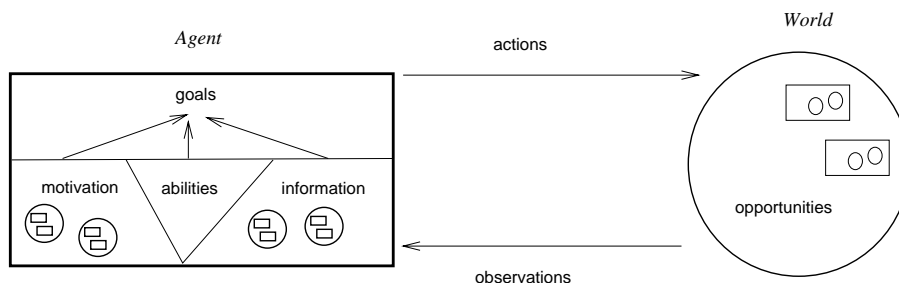 Agent
World
actions
goals
motivation
abilities
information
opportunities
observations